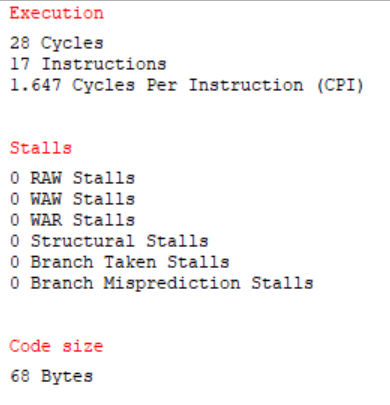 Execution
28 Cycles
17 Instructions
1.647 Cycles Per Instruction (CPI)
Stalls
0 RAW Stalls
0 WAW Stalls
0 WAR Stalls
0 Structural Stalls
0 Branch Taken Stalls
0 Branch Misprediction Stalls
Code size
68 Bytes